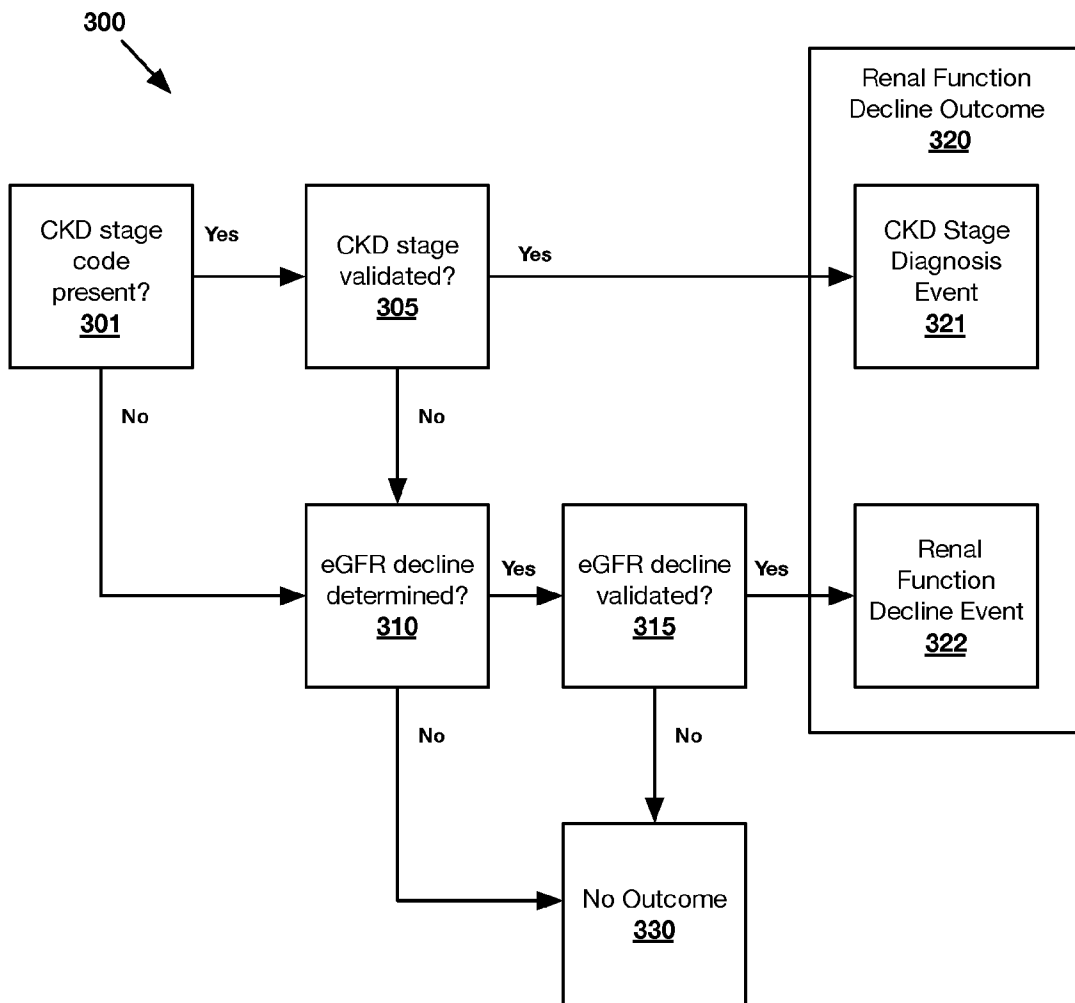 300
Renal Function
Decline Outcome
320
CKD stage
code
present?
301
Yes
CKD stage
validated?
305
Yes
CKD Stage
Diagnosis
Event
321
No
No
eGFR decline
determined?
310
Yes
eGFR decline
validated?
315
Yes
Renal
Function
Decline Event
322
No
No
No Outcome
330